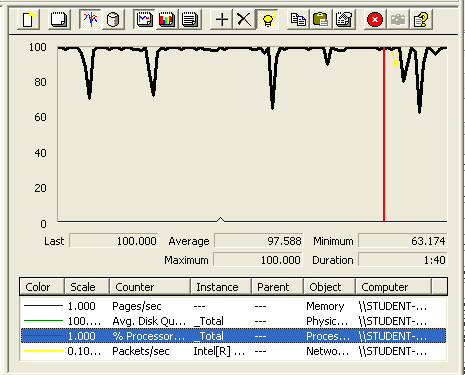 100
80
60
40
20
0
Last 100.000 Average 97.588 Minimum 63.174
Maximum 100.000 Duration 1:40
Color Scale Counter Instance Parent Object Computer
1.000 Pages/sec --- --- Memory \\STUDENT-...
100.... Avg. Disk Qu... _Total --- Physic... \\STUDENT-...
1.000 % Processor... _Total --- Proces... \\STUDENT-...
0.10... Packets/sec Intel[R] ... --- Netwo... \\STUDENT-...